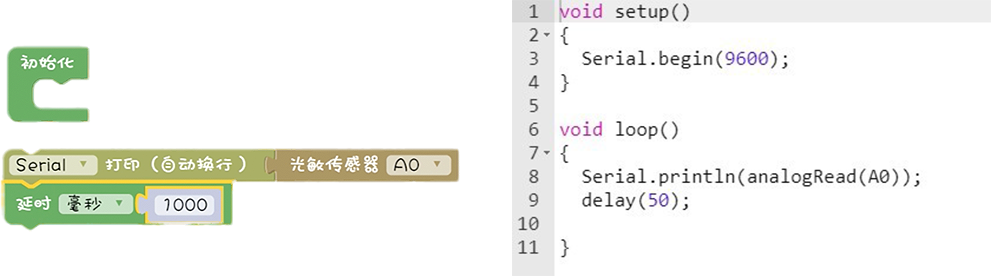 初始化
Serial 打印（自动换行） 光敏传感器 A0
延时 毫秒 1000
1 void setup()
2 {
3 Serial.begin(9600);
4 }
5
6 void loop()
7 {
8 Serial.println(analogRead(A0));
9 delay(50);
10
11 }